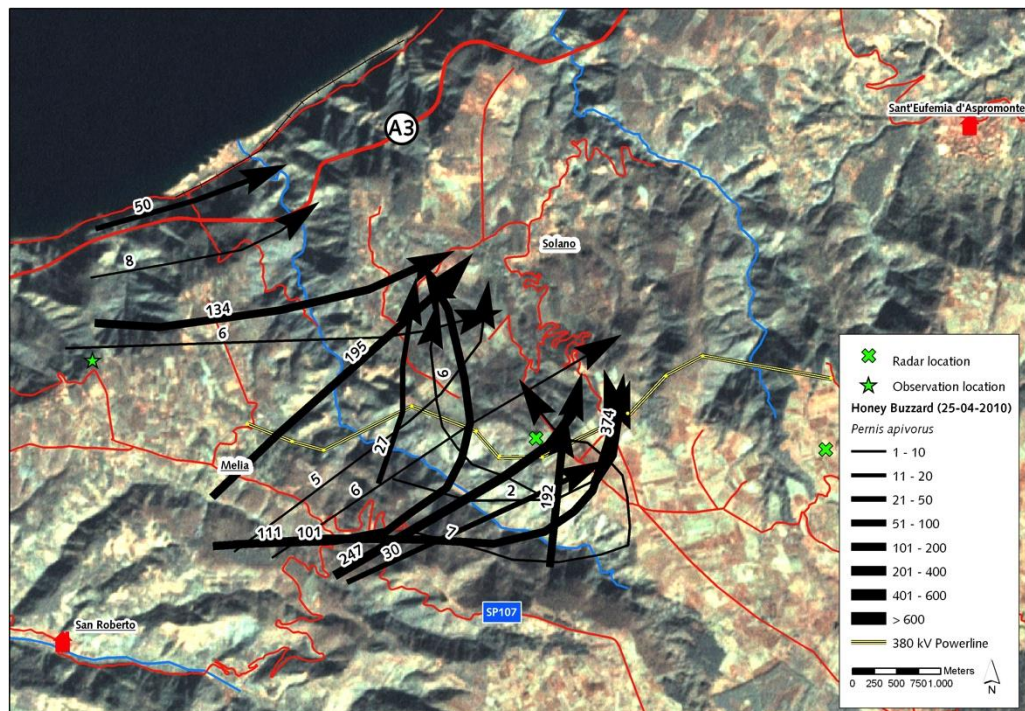 A3
Sant'Eufemia d'Aspromonte
50
8
Solano
134
6
195
6
27
5
6
Melia
374
2
192
7
111
101
247
30
SP107
San Roberto
Radar location
Observation location
Honey Buzzard (25-04-2010)
Pernis apivorus
1 - 10
11 - 20
21 - 50
51 - 100
101 - 200
201 - 400
401 - 600
> 600
380 kV Powerline
Meters
0 250 500 750 1.000
N